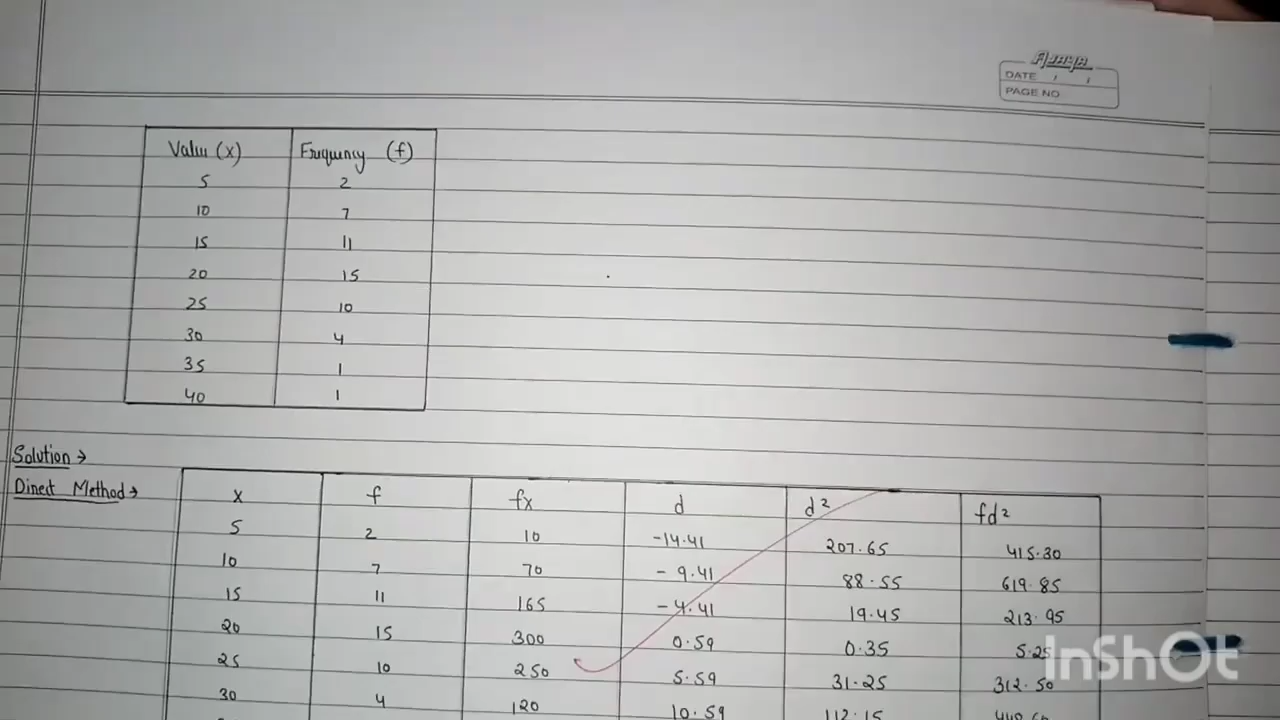 Ajanta
DATE / /
PAGE NO
Value (x) Frequency (f)
5 2
10 7
15 11
20 15
25 10
30 4
35 1
40 1
Solution →
Direct Method →
x f fx d d² fd²
5 2 10 -14.41 207.65 415.30
10 7 70 - 9.41 88.55 619.85
15 11 165 - 4.41 19.45 213.95
20 15 300 0.59 0.35 5.25
25 10 250 5.59 31.25 312.50
30 4 120 10.59 112.15
InShOt